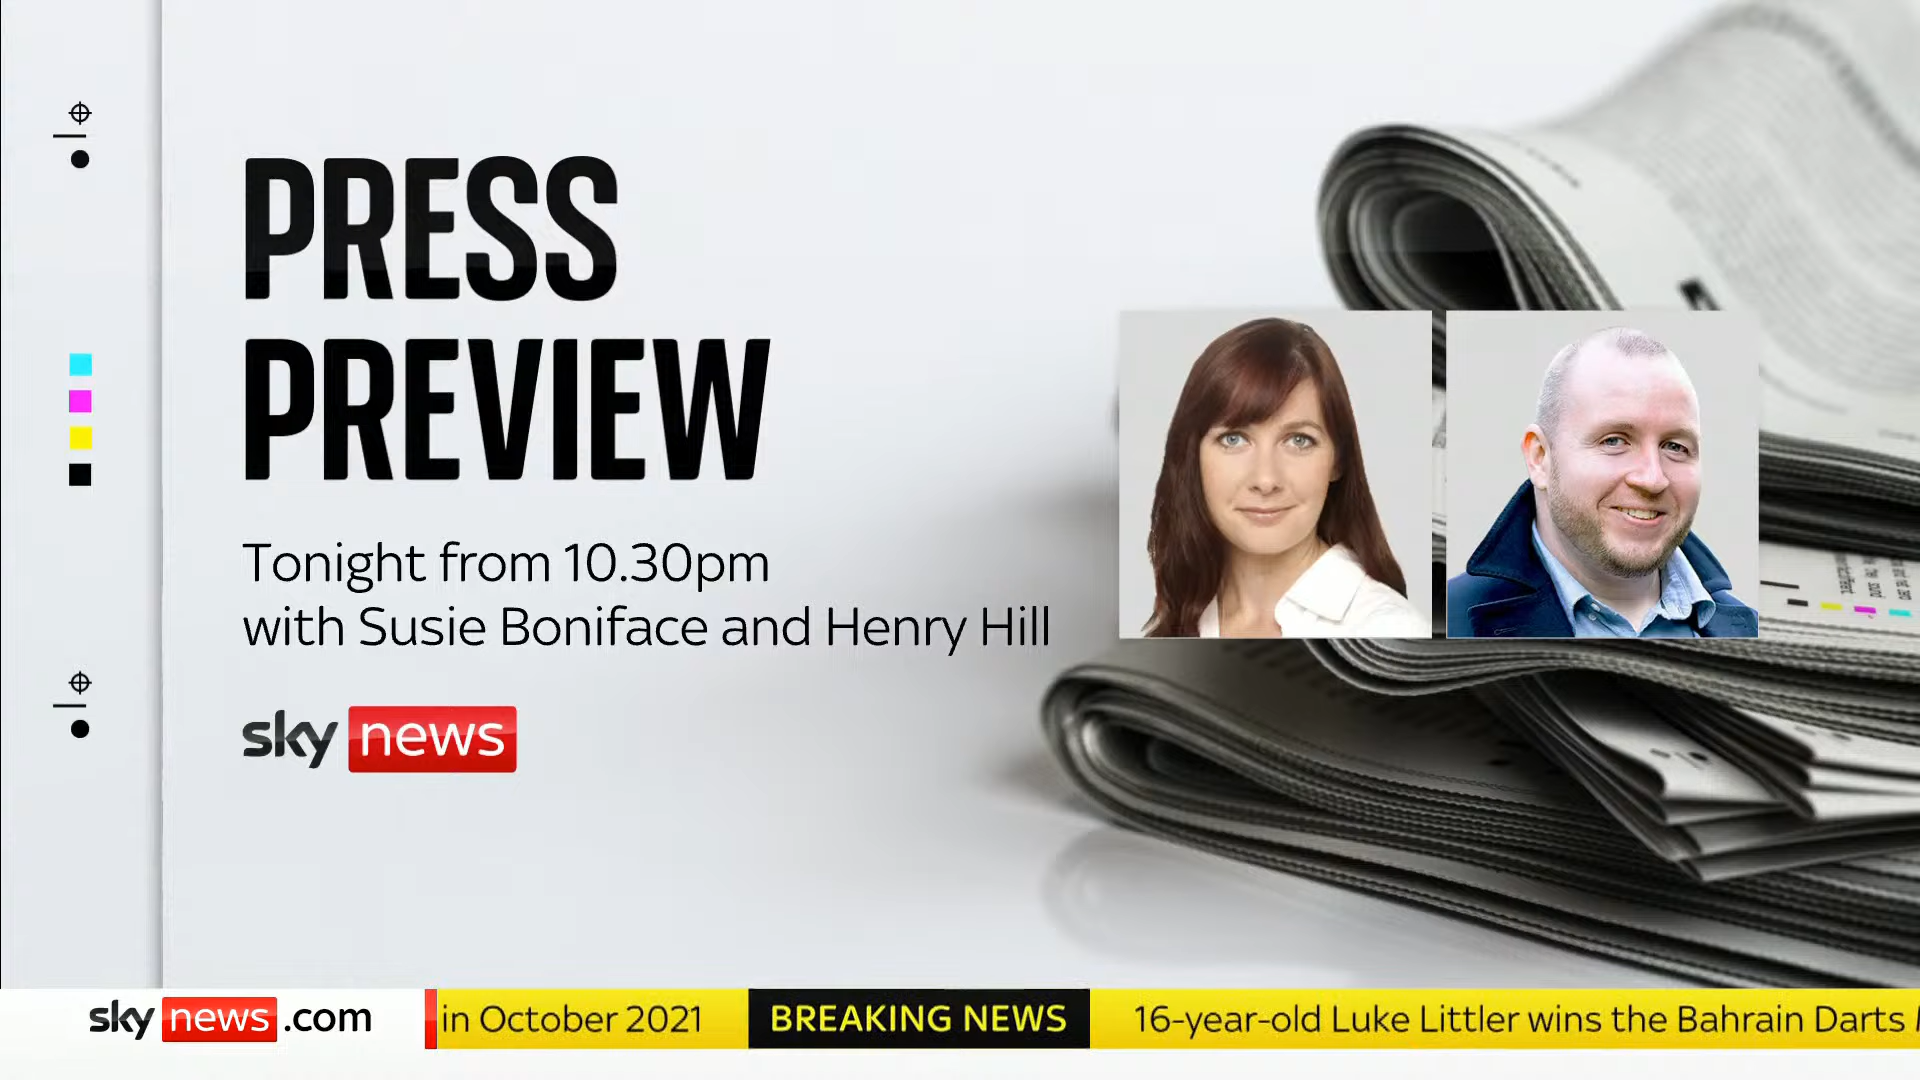 PRESS
PREVIEW
Tonight from 10.30pm
with Susie Boniface and Henry Hill
sky news
sky news .com
in October 2021
BREAKING NEWS
16-year-old Luke Littler wins the Bahrain Darts